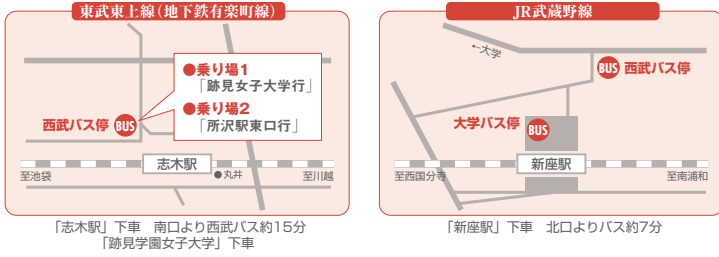 東武東上線(地下鉄有楽町線)
●乗り場1
「跡見女子大学行」
●乗り場2
「所沢駅東口行」
西武バス停 BUS
志木駅
至池袋
●丸井
至川越
「志木駅」下車 南口より西武バス約15分
「跡見学園女子大学」下車
JR武蔵野線
←大学
BUS 西武バス停
大学バス停 BUS
新座駅
至西国分寺
至南浦和
「新座駅」下車 北口よりバス約7分